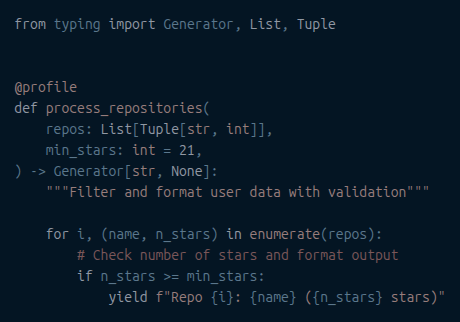 from typing import Generator, List, Tuple
@profile
def process_repositories(
    repos: List[Tuple[str, int]],
    min_stars: int = 21,
) -> Generator[str, None]:
    """Filter and format user data with validation"""
    for i, (name, n_stars) in enumerate(repos):
        # Check number of stars and format output
        if n_stars >= min_stars:
            yield f"Repo {i}: {name} ({n_stars} stars)"